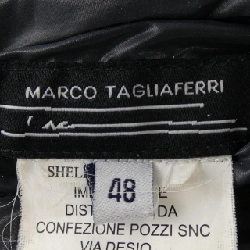 MARCO TAGLIAFERRI
SHEL
48
IM E
DIST DA
CONFEZIONE POZZI SNC
VIA DESIO